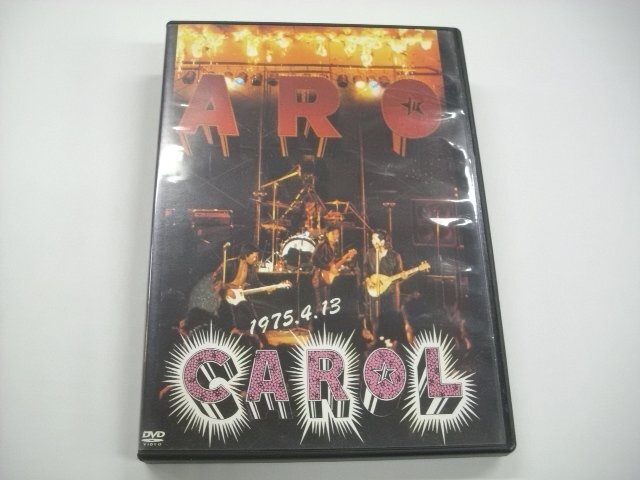 ARO
1975.4.13
CAROL
DVD
VIDEO